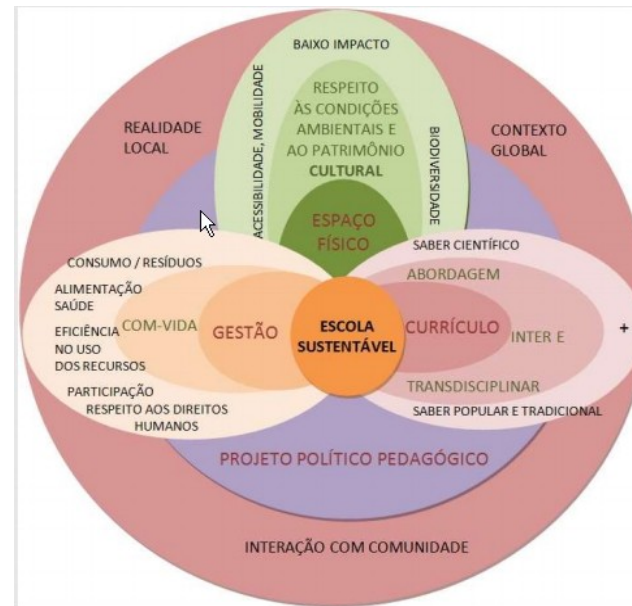 BAIXO IMPACTO
ACESSIBILIDADE, MOBILIDADE
RESPEITO
ÀS CONDIÇÕES
AMBIENTAIS E
AO PATRIMÔNIO
CULTURAL
BIODIVERSIDADE
REALIDADE
LOCAL
CONTEXTO
GLOBAL
ESPAÇO
FÍSICO
CONSUMO / RESÍDUOS
ALIMENTAÇÃO
SAÚDE
EFICIÊNCIA
NO USO
DOS RECURSOS
PARTICIPAÇÃO
RESPEITO AOS DIREITOS
HUMANOS
COM-VIDA
GESTÃO
ESCOLA
SUSTENTÁVEL
SABER CIENTÍFICO
ABORDAGEM
CURRÍCULO
INTER E
+
TRANSDISCIPLINAR
SABER POPULAR E TRADICIONAL
PROJETO POLÍTICO PEDAGÓGICO
INTERAÇÃO COM COMUNIDADE